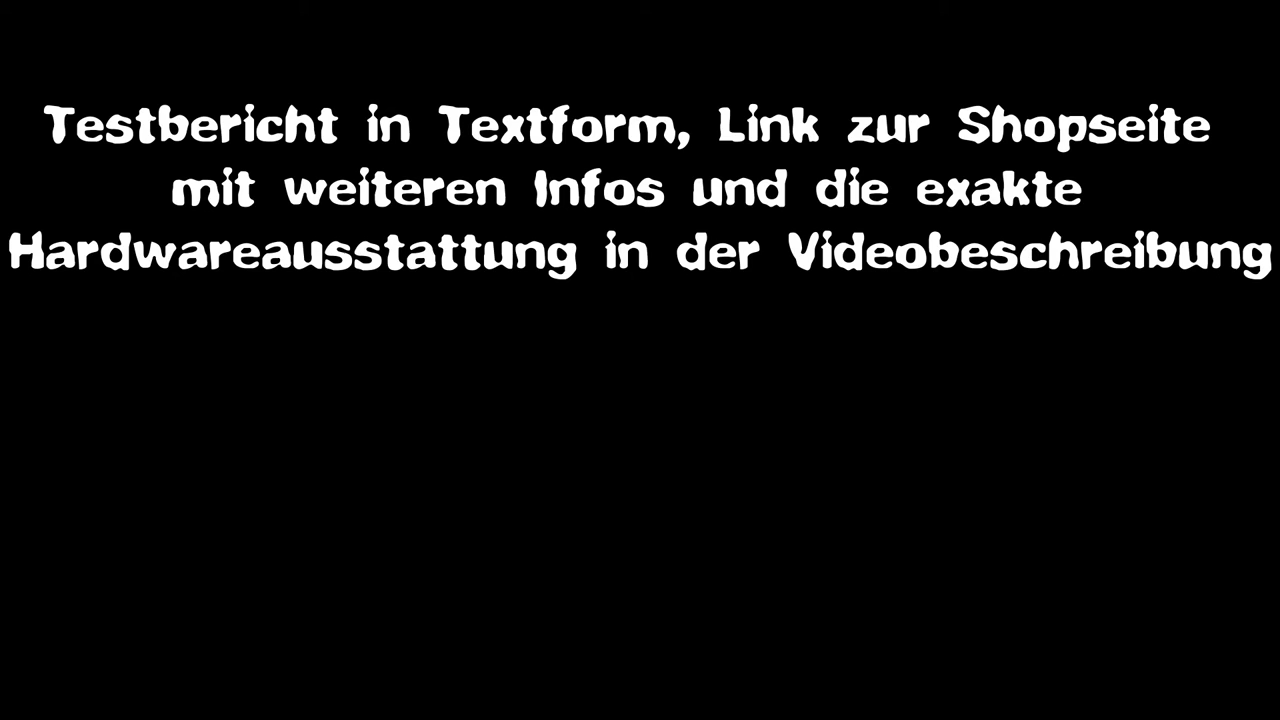 Testbericht in Textform, Link zur Shopseite
mit weiteren Infos und die exakte
Hardwareausstattung in der Videobeschreibung